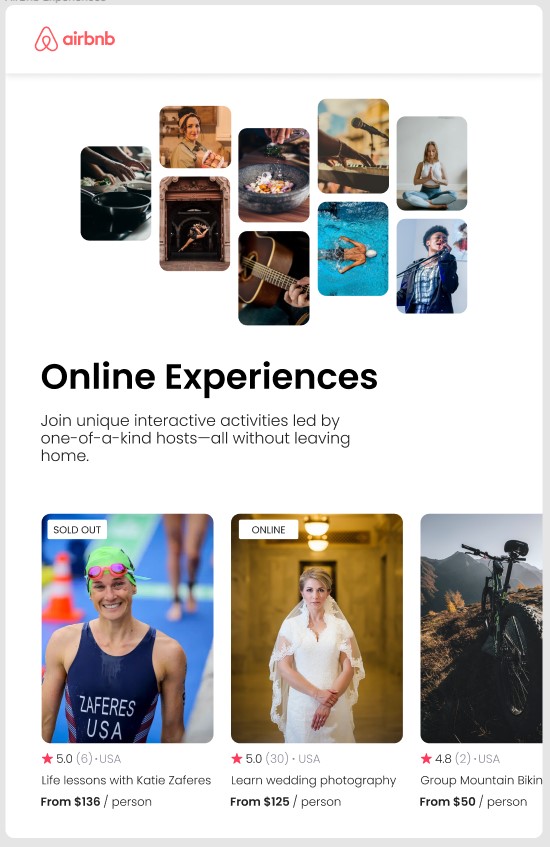 airbnb
Online Experiences
Join unique interactive activities led by
one-of-a-kind hosts—all without leaving
home.
SOLD OUT
ONLINE
ZAFERES
USA
5.0 (6) • USA
5.0 (30) • USA
4.8 (2) • USA
Life lessons with Katie Zaferes
Learn wedding photography
Group Mountain Bikin
From $136 / person
From $125 / person
From $50 / person